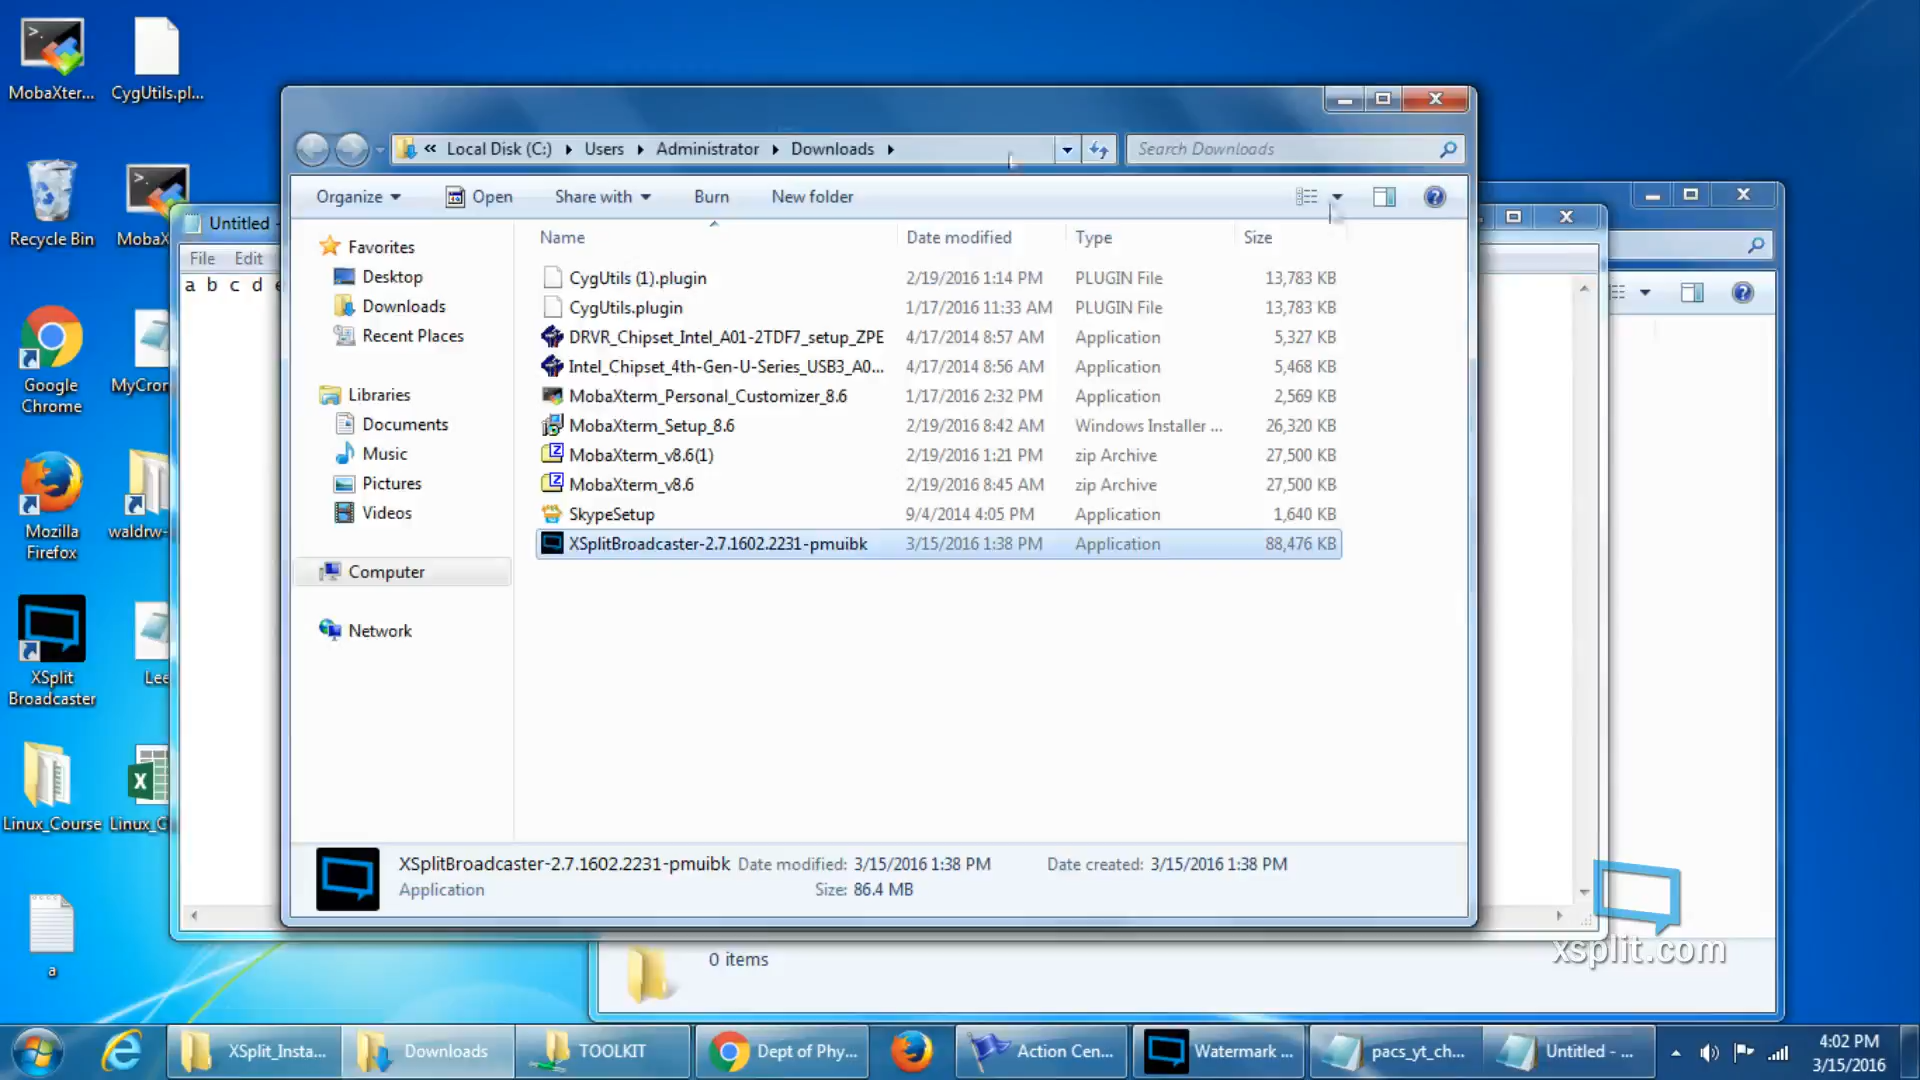 MobaXter...
CygUtils.pl...
Recycle Bin
MobaX
Google
Chrome
MyCron
Mozilla
Firefox
waldrw-
XSplit
Broadcaster
Lee
Linux_Course
Linux_C
a
Untitled -
File Edit
a b c d e
« Local Disk (C:) Users Administrator Downloads
Search Downloads
Organize Open Share with Burn New folder
Favorites
Desktop
Downloads
Recent Places
Libraries
Documents
Music
Pictures
Videos
Computer
Network
Name Date modified Type Size
CygUtils (1).plugin 2/19/2016 1:14 PM PLUGIN File 13,783 KB
CygUtils.plugin 1/17/2016 11:33 AM PLUGIN File 13,783 KB
DRVR_Chipset_Intel_A01-2TDF7_setup_ZPE 4/17/2014 8:57 AM Application 5,327 KB
Intel_Chipset_4th-Gen-U-Series_USB3_A0... 4/17/2014 8:56 AM Application 5,468 KB
MobaXterm_Personal_Customizer_8.6 1/17/2016 2:32 PM Application 2,569 KB
MobaXterm_Setup_8.6 2/19/2016 8:42 AM Windows Installer ... 26,320 KB
MobaXterm_v8.6(1) 2/19/2016 1:21 PM zip Archive 27,500 KB
MobaXterm_v8.6 2/19/2016 8:45 AM zip Archive 27,500 KB
SkypeSetup 9/4/2014 4:05 PM Application 1,640 KB
XSplitBroadcaster-2.7.1602.2231-pmuibk 3/15/2016 1:38 PM Application 88,476 KB
XSplitBroadcaster-2.7.1602.2231-pmuibk Date modified: 3/15/2016 1:38 PM Date created: 3/15/2016 1:38 PM
Application Size: 86.4 MB
0 items
xsplit.com
XSplit_Insta... Downloads TOOLKIT Dept of Phy... Action Cen... Watermark ... pacs_yt_ch... Untitled - ...
4:02 PM
3/15/2016